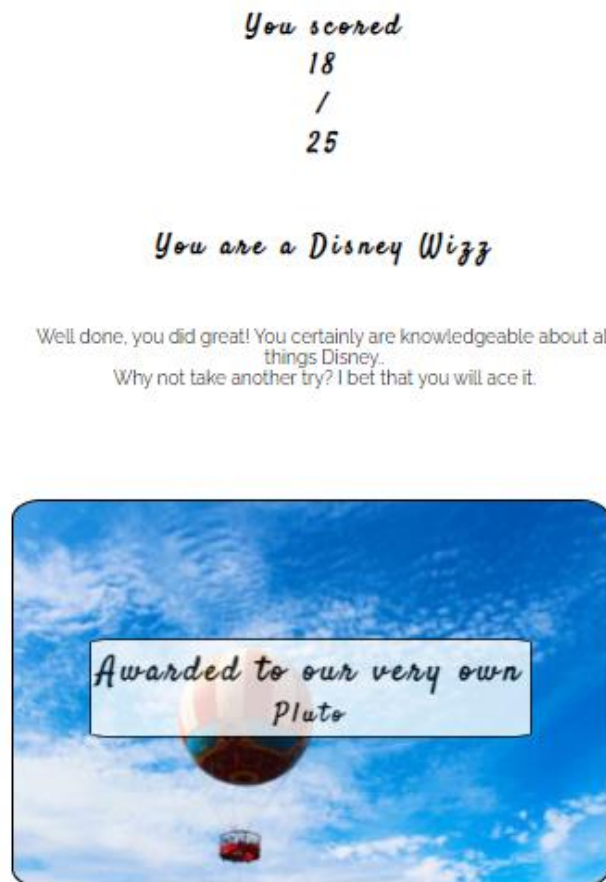 You scored
18
/
25
You are a Disney Wizz
Well done, you did great! You certainly are knowledgeable about al
things Disney..
Why not take another try? I bet that you will ace it.
Awarded to our very own
Pluto